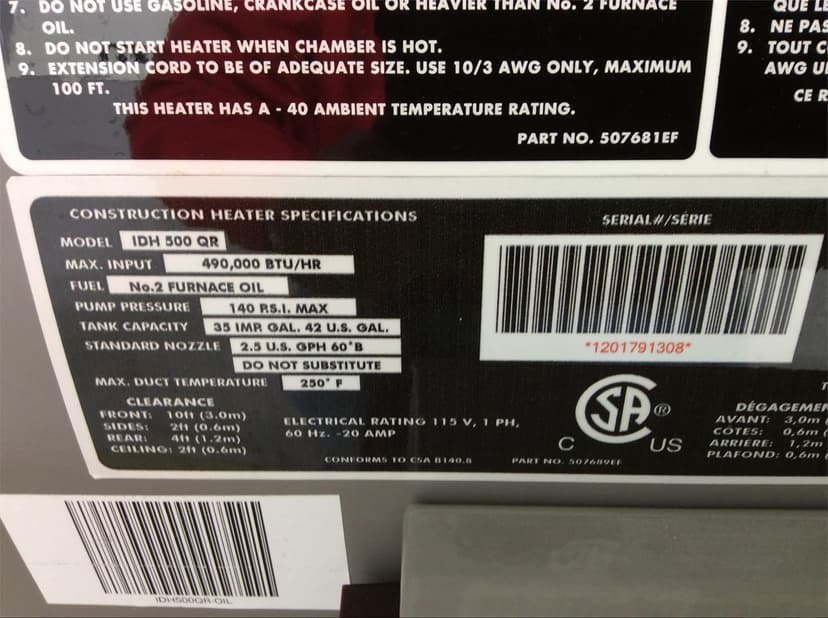 7. DO NOT USE GASOLINE, CRANKCASE OIL OR HEAVIER THAN No. 2 FURNACE
OIL.
8. DO NOT START HEATER WHEN CHAMBER IS HOT.
9. EXTENSION CORD TO BE OF ADEQUATE SIZE. USE 10/3 AWG ONLY, MAXIMUM
100 FT.
THIS HEATER HAS A - 40 AMBIENT TEMPERATURE RATING.
PART NO. 507681EF
QUE LE
8. NE PAS
9. TOUT C
AWG U
CE R
CONSTRUCTION HEATER SPECIFICATIONS
MODEL IDH 500 QR
MAX. INPUT 490,000 BTU/HR
FUEL No.2 FURNACE OIL
PUMP PRESSURE 140 P.S.I. MAX
TANK CAPACITY 35 IMR GAL. 42 U.S. GAL.
STANDARD NOZZLE 2.5 U.S. GPH 60°B
DO NOT SUBSTITUTE
MAX. DUCT TEMPERATURE 250° F
CLEARANCE
FRONT: 10ft (3.0m)
SIDES: 2ft (0.6m)
REAR: 4ft (1.2m)
CEILING: 2ft (0.6m)
ELECTRICAL RATING 115 V, 1 PH,
60 Hz. -20 AMP
CONFORMS TO CSA B140.8
PART NO. 507689EF
SERIAL#/SÉRIE
*1201791308*
SA ®
C US
T
DÉGAGEMEN
AVANT: 3,0m (
CÔTES: 0,6m (
ARRIERE: 1,2m
PLAFOND: 0,6m (
IDH500QR-OIL